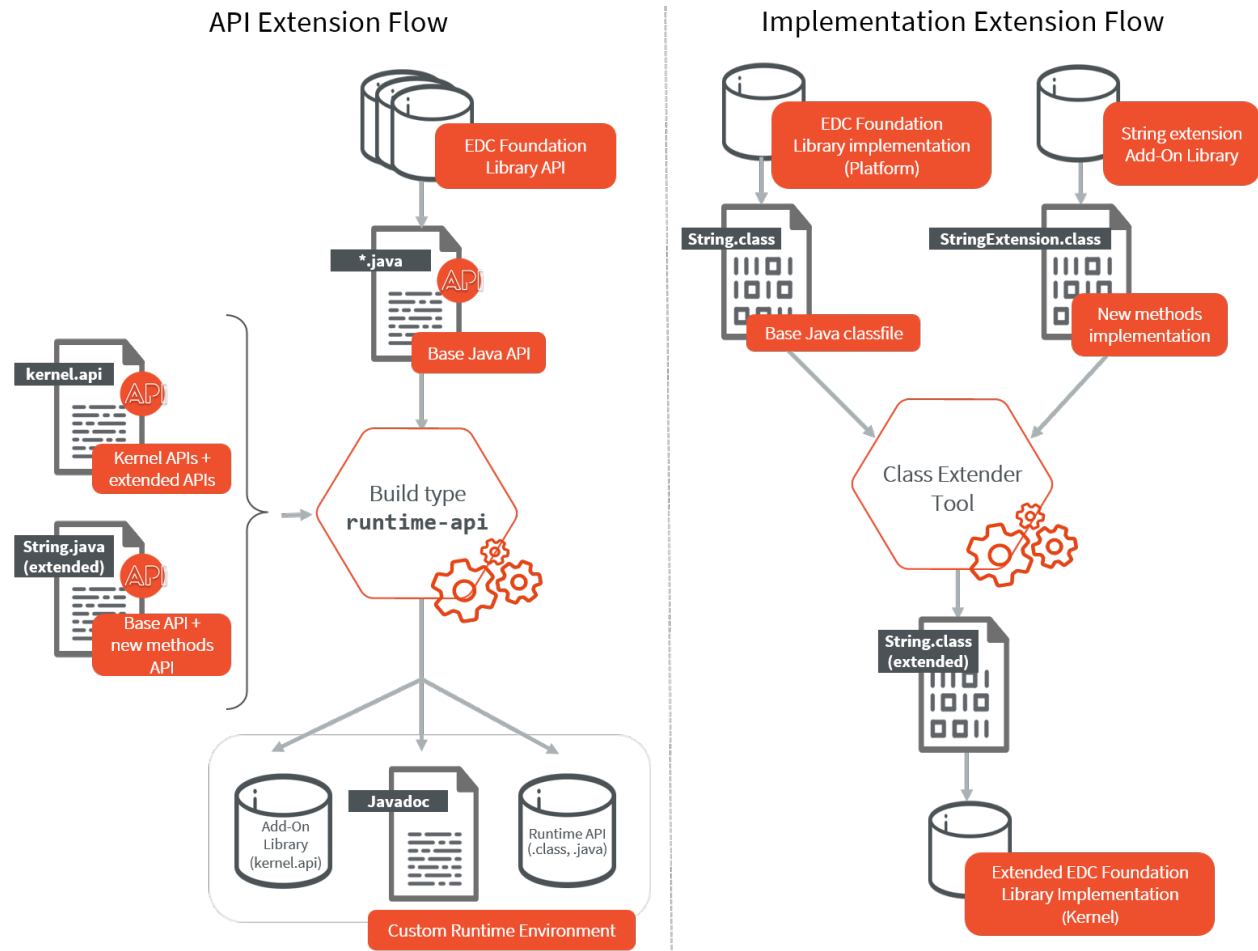 API Extension Flow
EDC Foundation
Library API
*.java
API
Base Java API
kernel.api
API
Kernel APIs +
extended APIs
String.java
(extended)
API
Base API +
new methods
API
Build type
runtime-api
Add-On
Library
(kernel.api)
Javadoc
Runtime API
(.class, .java)
Custom Runtime Environment
Implementation Extension Flow
EDC Foundation
Library implementation
(Platform)
String extension
Add-On Library
String.class
Base Java classfile
StringExtension.class
New methods
implementation
Class Extender
Tool
String.class
(extended)
Extended EDC Foundation
Library Implementation
(Kernel)